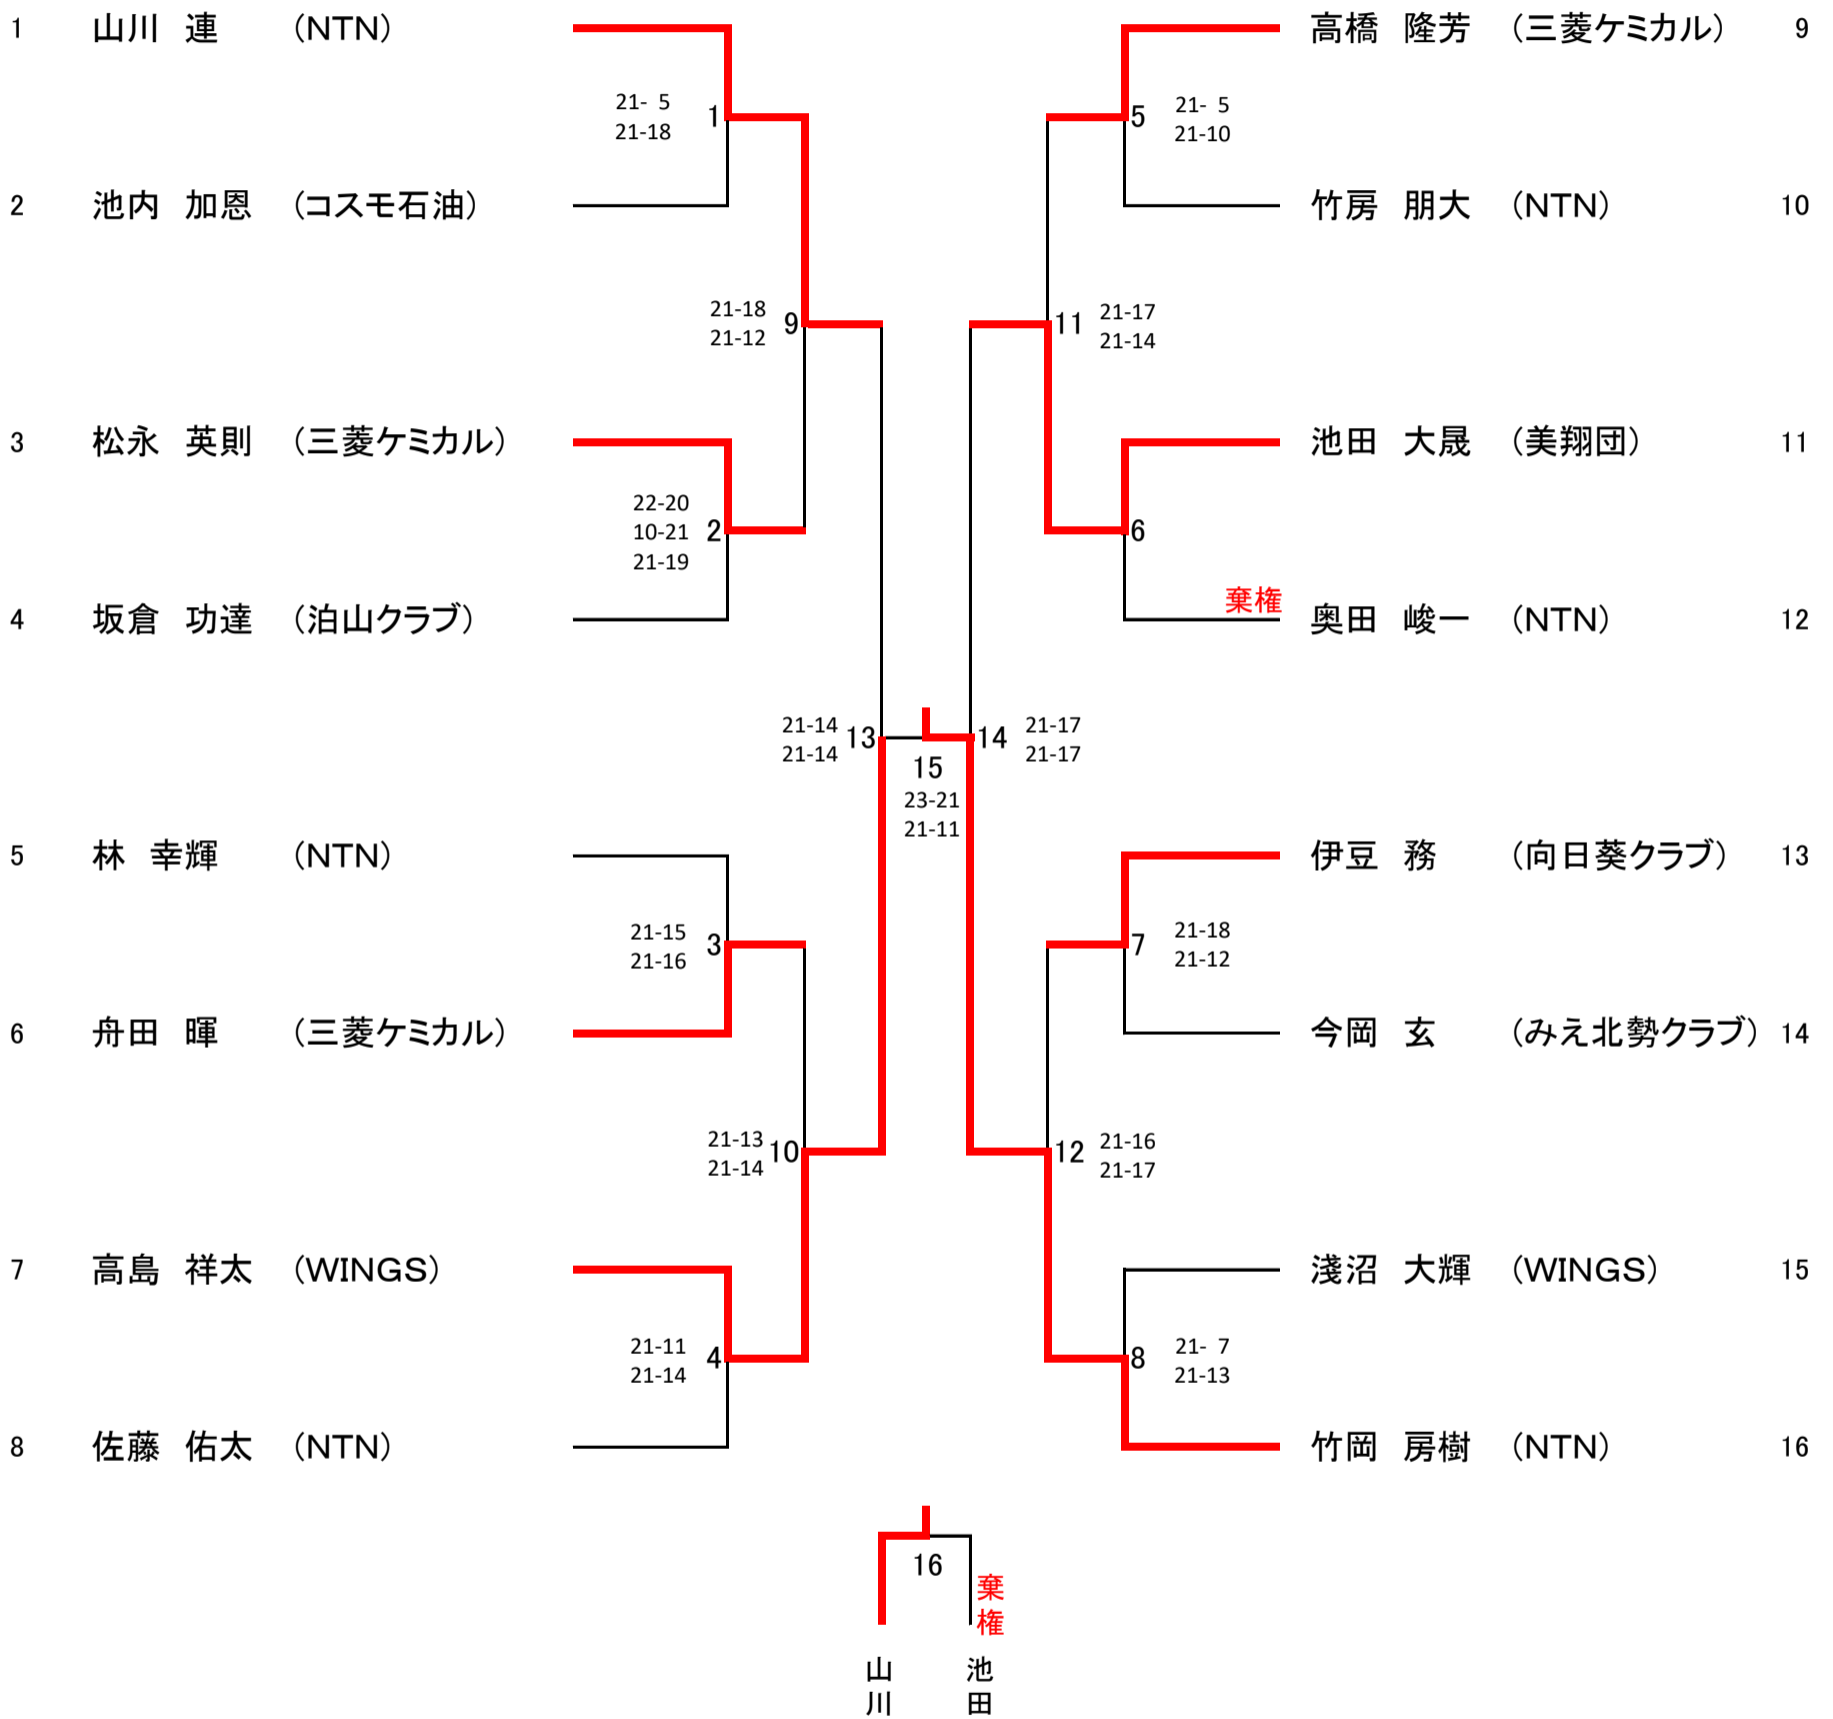 1 山川 連 (NTN)
高橋 隆芳 (三菱ケミカル) 9
21- 5
21-18
1
5
21- 5
21-10
2 池内 加恩 (コスモ石油)
竹房 朋大 (NTN) 10
21-18
21-12
9
11
21-17
21-14
3 松永 英則 (三菱ケミカル)
池田 大晟 (美翔団) 11
22-20
10-21
21-19
2
6
棄権
4 坂倉 功達 (泊山クラブ)
奥田 峻一 (NTN) 12
21-14
21-14
13
14
21-17
21-17
15
23-21
21-11
5 林 幸輝 (NTN)
伊豆 務 (向日葵クラブ) 13
21-15
21-16
3
7
21-18
21-12
6 舟田 暉 (三菱ケミカル)
今岡 玄 (みえ北勢クラブ) 14
21-13
21-14
10
12
21-16
21-17
7 高島 祥太 (WINGS)
淺沼 大輝 (WINGS) 15
21-11
21-14
4
8
21- 7
21-13
8 佐藤 佑太 (NTN)
竹岡 房樹 (NTN) 16
16
棄権
山川
池田